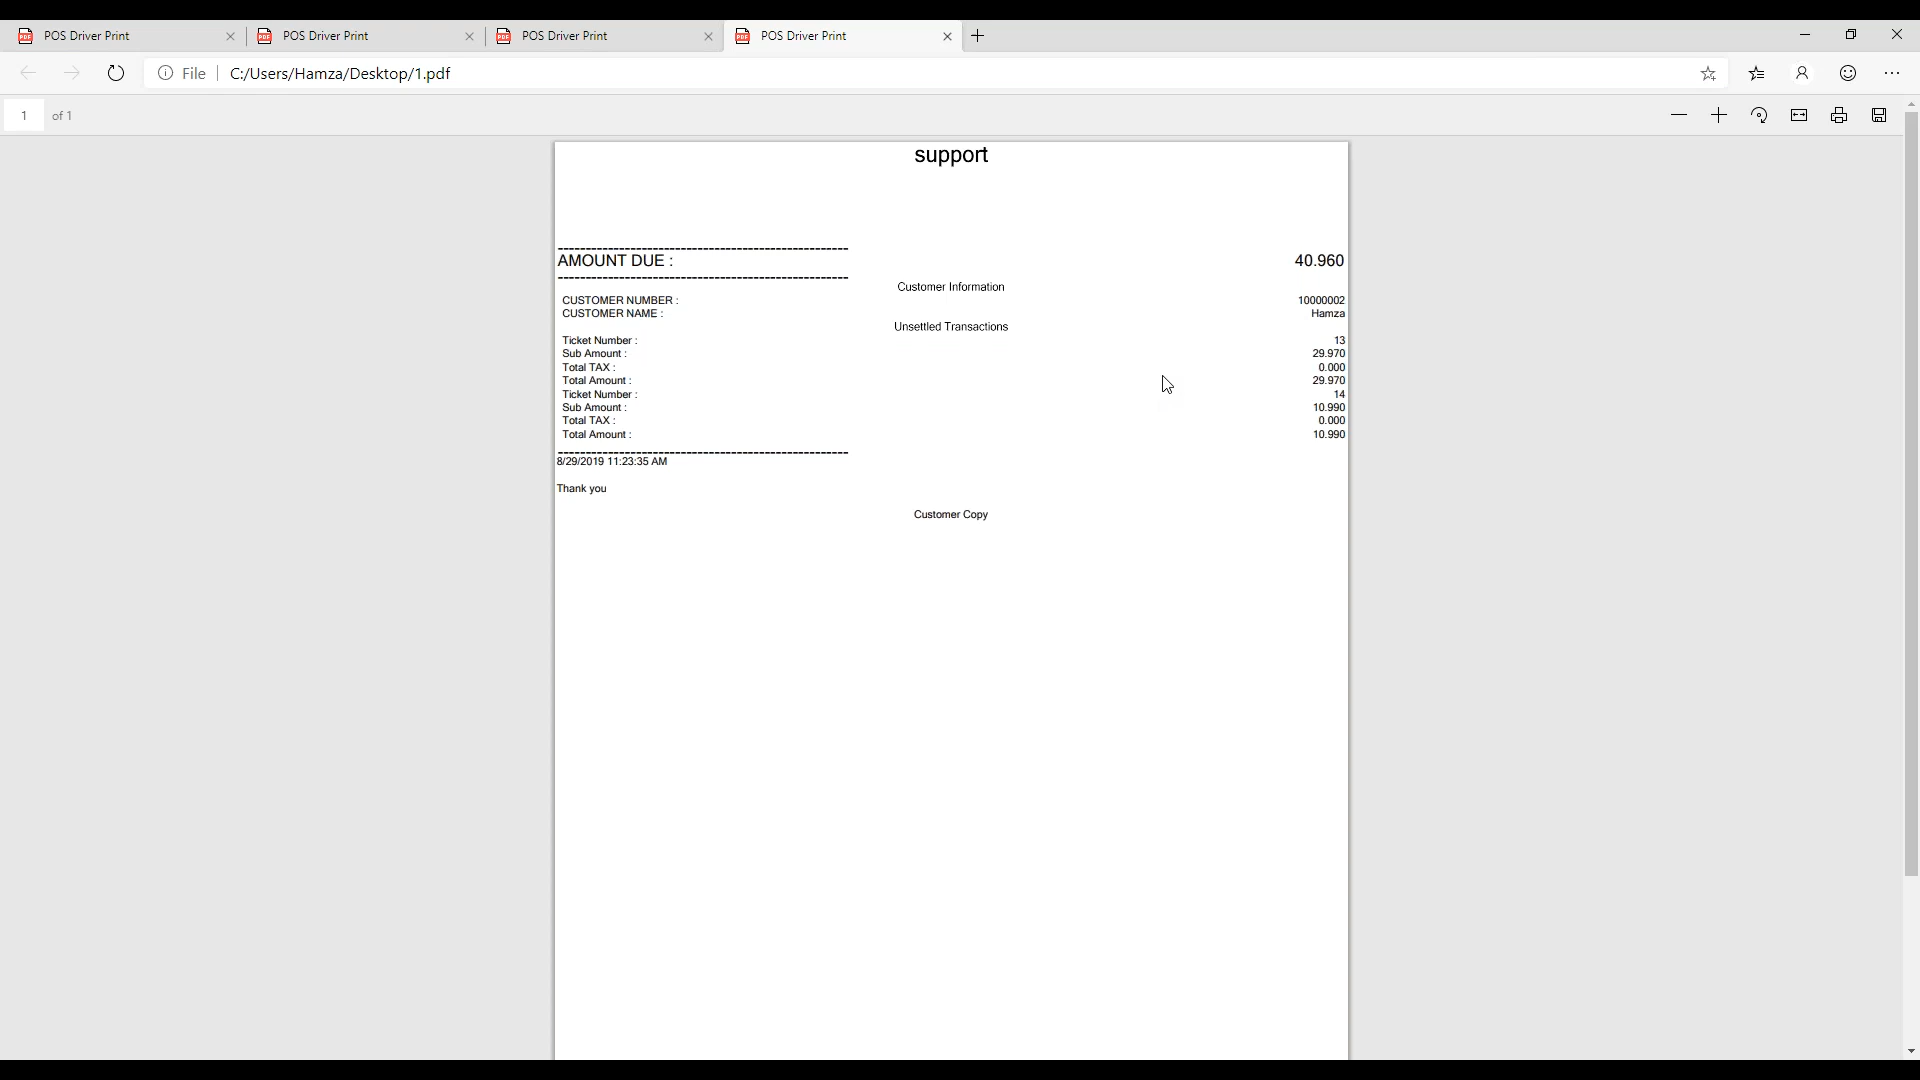 POS Driver Print
POS Driver Print
POS Driver Print
POS Driver Print
File
C:/Users/Hamza/Desktop/1.pdf
1 of 1
support
----------------------------------------------------
AMOUNT DUE : 40.960
----------------------------------------------------
Customer Information
CUSTOMER NUMBER : 10000002
CUSTOMER NAME : Hamza
Unsettled Transactions
Ticket Number : 13
Sub Amount : 29.970
Total TAX : 0.000
Total Amount : 29.970
Ticket Number : 14
Sub Amount : 10.990
Total TAX : 0.000
Total Amount : 10.990
----------------------------------------------------
8/29/2019 11:23:35 AM
Thank you
Customer Copy